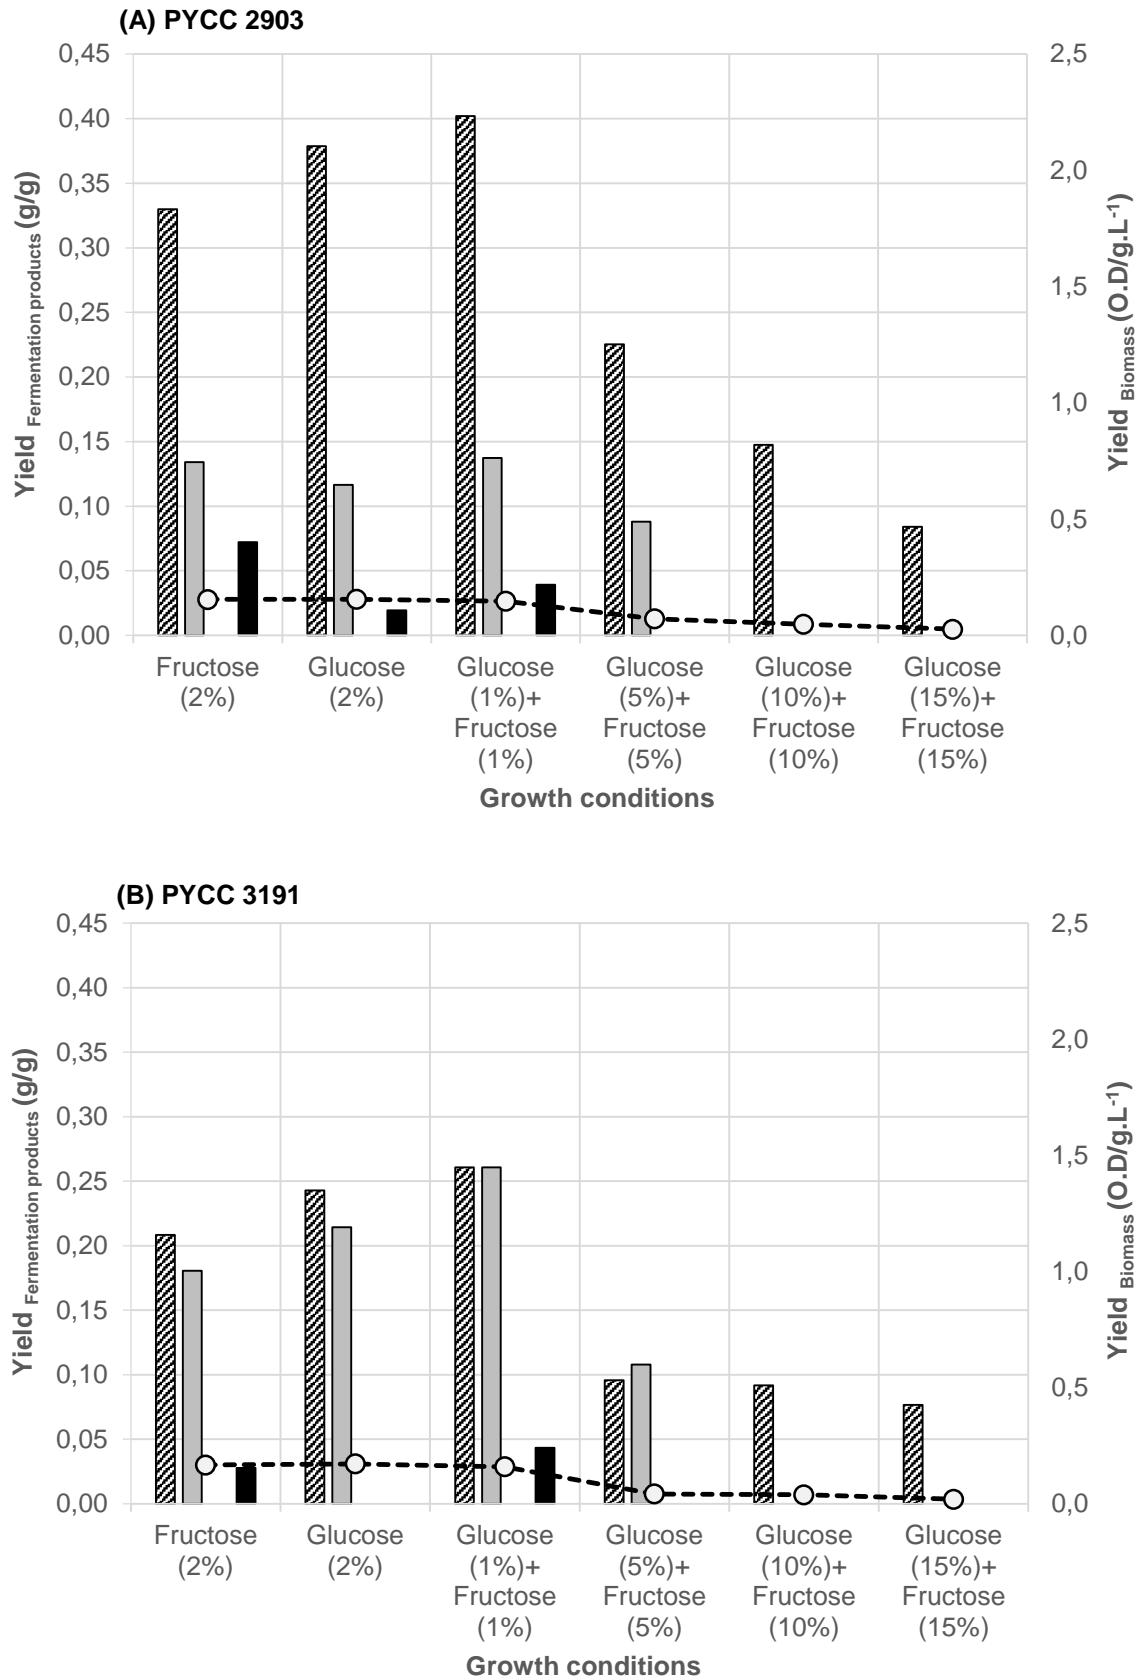 (A) PYCC 2903
0,45
0,40
0,35
0,30
0,25
0,20
0,15
0,10
0,05
0,00
Yield Fermentation products (g/g)
2,5
2,0
1,5
1,0
0,5
0,0
Yield Biomass (O.D/g.L-1)
Fructose
(2%)
Glucose
(2%)
Glucose
(1%)+
Fructose
(1%)
Glucose
(5%)+
Fructose
(5%)
Glucose
(10%)+
Fructose
(10%)
Glucose
(15%)+
Fructose
(15%)
Growth conditions
(B) PYCC 3191
0,45
0,40
0,35
0,30
0,25
0,20
0,15
0,10
0,05
0,00
Yield Fermentation products (g/g)
2,5
2,0
1,5
1,0
0,5
0,0
Yield Biomass (O.D/g.L-1)
Fructose
(2%)
Glucose
(2%)
Glucose
(1%)+
Fructose
(1%)
Glucose
(5%)+
Fructose
(5%)
Glucose
(10%)+
Fructose
(10%)
Glucose
(15%)+
Fructose
(15%)
Growth conditions